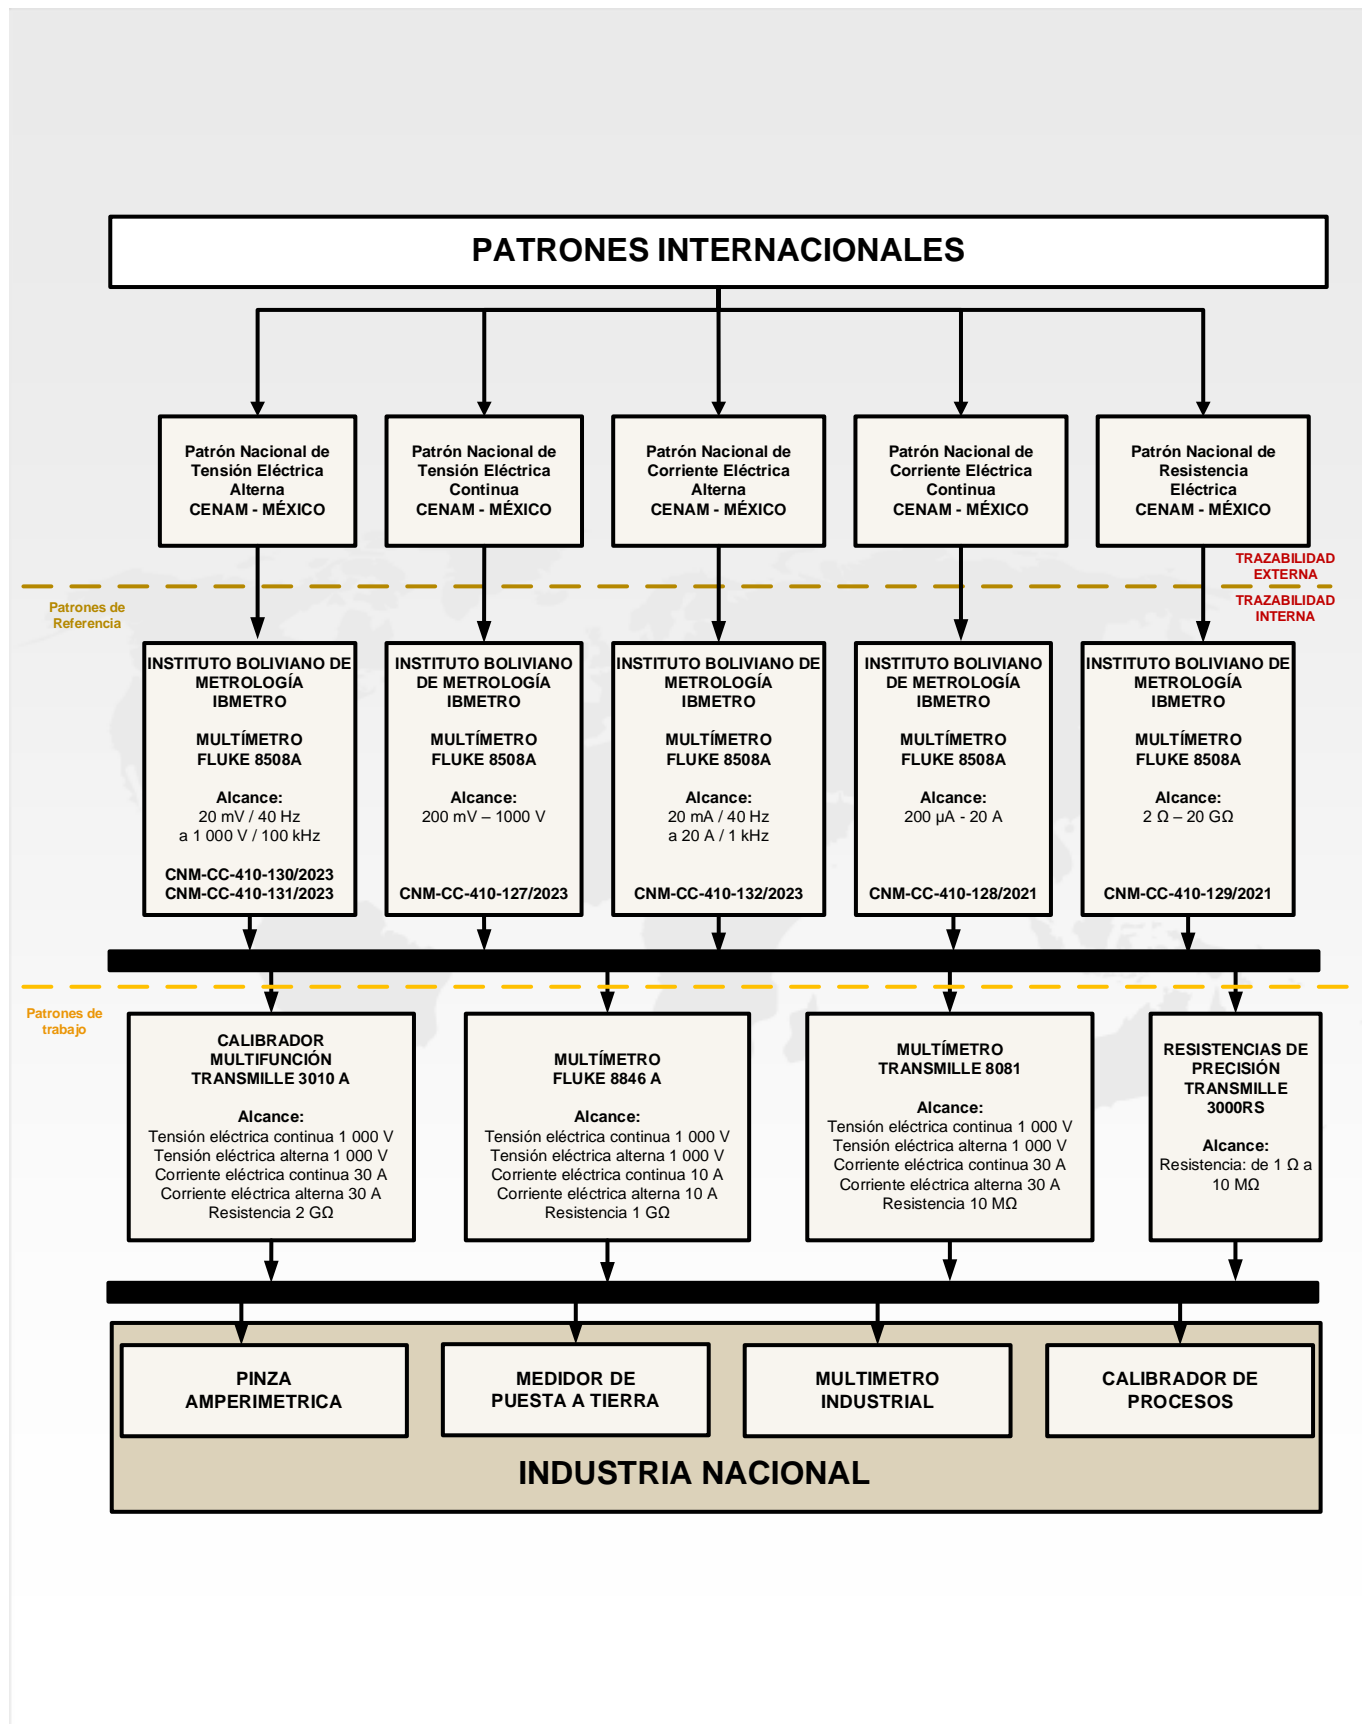 PATRONES INTERNACIONALES
Patrón Nacional de
Tensión Eléctrica
Alterna
CENAM - MÉXICO
Patrón Nacional de
Tensión Eléctrica
Continua
CENAM - MÉXICO
Patrón Nacional de
Corriente Eléctrica
Alterna
CENAM - MÉXICO
Patrón Nacional de
Corriente Eléctrica
Continua
CENAM - MÉXICO
Patrón Nacional de
Resistencia
Eléctrica
CENAM - MÉXICO
TRAZABILIDAD
EXTERNA
TRAZABILIDAD
INTERNA
Patrones de
Referencia
INSTITUTO BOLIVIANO DE
METROLOGÍA
IBMETRO
MULTÍMETRO
FLUKE 8508A
Alcance:
20 mV / 40 Hz
a 1 000 V / 100 kHz
CNM-CC-410-130/2023
CNM-CC-410-131/2023
INSTITUTO BOLIVIANO
DE METROLOGÍA
IBMETRO
MULTÍMETRO
FLUKE 8508A
Alcance:
200 mV – 1000 V
CNM-CC-410-127/2023
INSTITUTO BOLIVIANO DE
METROLOGÍA
IBMETRO
MULTÍMETRO
FLUKE 8508A
Alcance:
20 mA / 40 Hz
a 20 A / 1 kHz
CNM-CC-410-132/2023
INSTITUTO BOLIVIANO
DE METROLOGÍA
IBMETRO
MULTÍMETRO
FLUKE 8508A
Alcance:
200 µA - 20 A
CNM-CC-410-128/2021
INSTITUTO BOLIVIANO DE
METROLOGÍA
IBMETRO
MULTÍMETRO
FLUKE 8508A
Alcance:
2 Ω – 20 GΩ
CNM-CC-410-129/2021
Patrones de
trabajo
CALIBRADOR
MULTIFUNCIÓN
TRANSMILLE 3010 A
Alcance:
Tensión eléctrica continua 1 000 V
Tensión eléctrica alterna 1 000 V
Corriente eléctrica continua 30 A
Corriente eléctrica alterna 30 A
Resistencia 2 GΩ
MULTÍMETRO
FLUKE 8846 A
Alcance:
Tensión eléctrica continua 1 000 V
Tensión eléctrica alterna 1 000 V
Corriente eléctrica continua 10 A
Corriente eléctrica alterna 10 A
Resistencia 1 GΩ
MULTÍMETRO
TRANSMILLE 8081
Alcance:
Tensión eléctrica continua 1 000 V
Tensión eléctrica alterna 1 000 V
Corriente eléctrica continua 30 A
Corriente eléctrica alterna 30 A
Resistencia 10 MΩ
RESISTENCIAS DE
PRECISIÓN
TRANSMILLE
3000RS
Alcance:
Resistencia: de 1 Ω a
10 MΩ
PINZA
AMPERIMETRICA
MEDIDOR DE
PUESTA A TIERRA
MULTIMETRO
INDUSTRIAL
CALIBRADOR DE
PROCESOS
INDUSTRIA NACIONAL